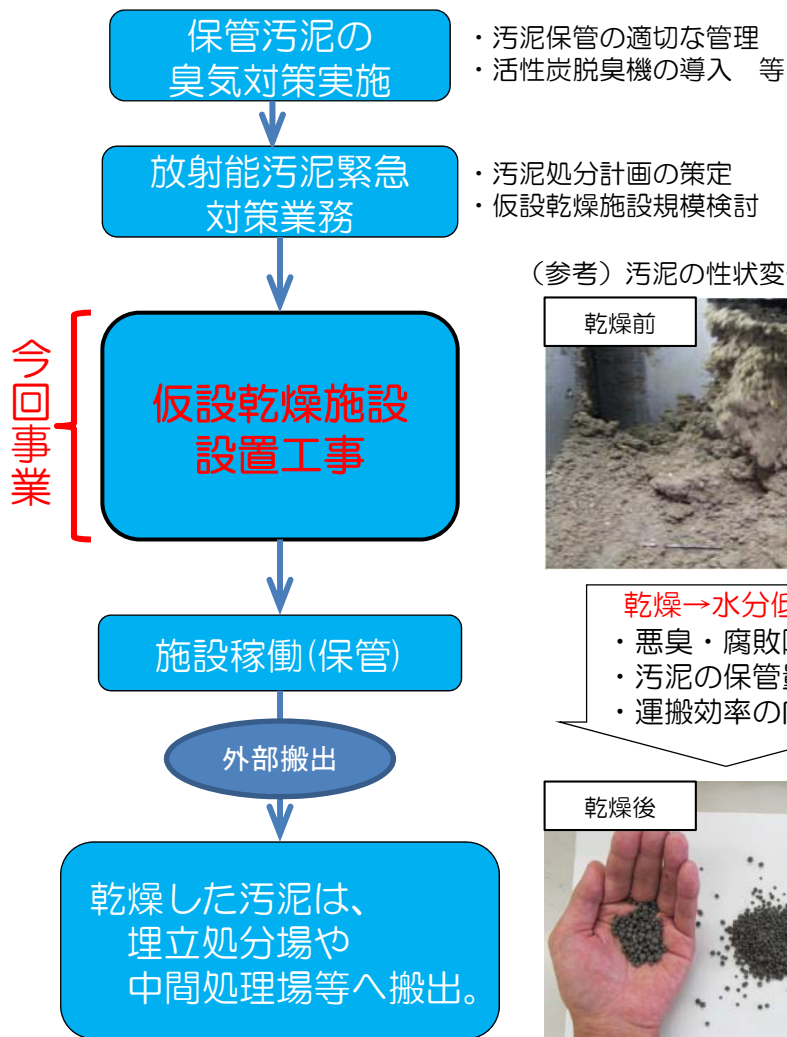 保管汚泥の
臭気対策実施
・汚泥保管の適切な管理
・活性炭脱臭機の導入　等
放射能汚泥緊急
対策業務
・汚泥処分計画の策定
・仮設乾燥施設規模検討
今回事業
仮設乾燥施設
設置工事
施設稼働(保管)
外部搬出
乾燥した汚泥は、
埋立処分場や
中間処理場等へ搬出。
（参考）汚泥の性状変
乾燥前
乾燥→水分低
・悪臭・腐敗
・汚泥の保管
・運搬効率の
乾燥後